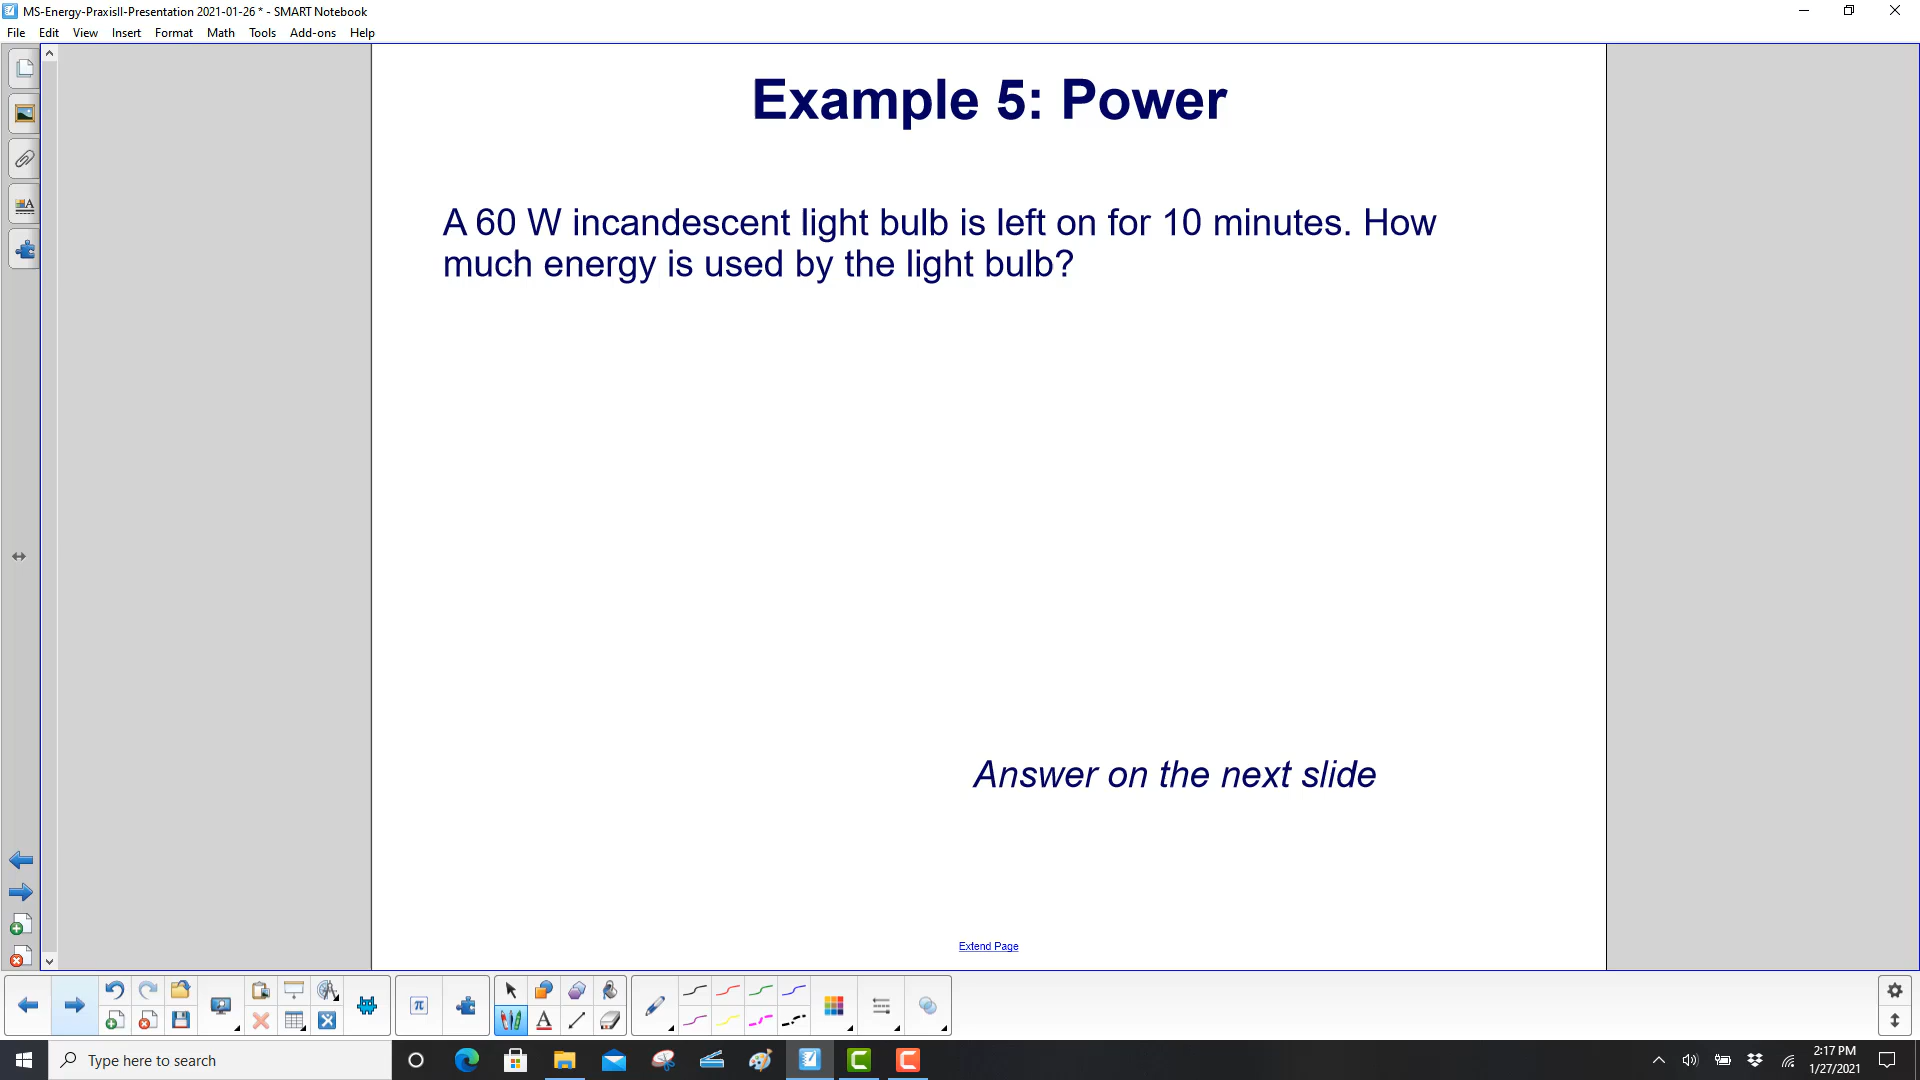 MS-Energy-PraxisII-Presentation 2021-01-26 * - SMART Notebook
File Edit View Insert Format Math Tools Add-ons Help
Example 5: Power
A 60 W incandescent light bulb is left on for 10 minutes. How
much energy is used by the light bulb?
Answer on the next slide
Extend Page
Type here to search
2:17 PM
1/27/2021